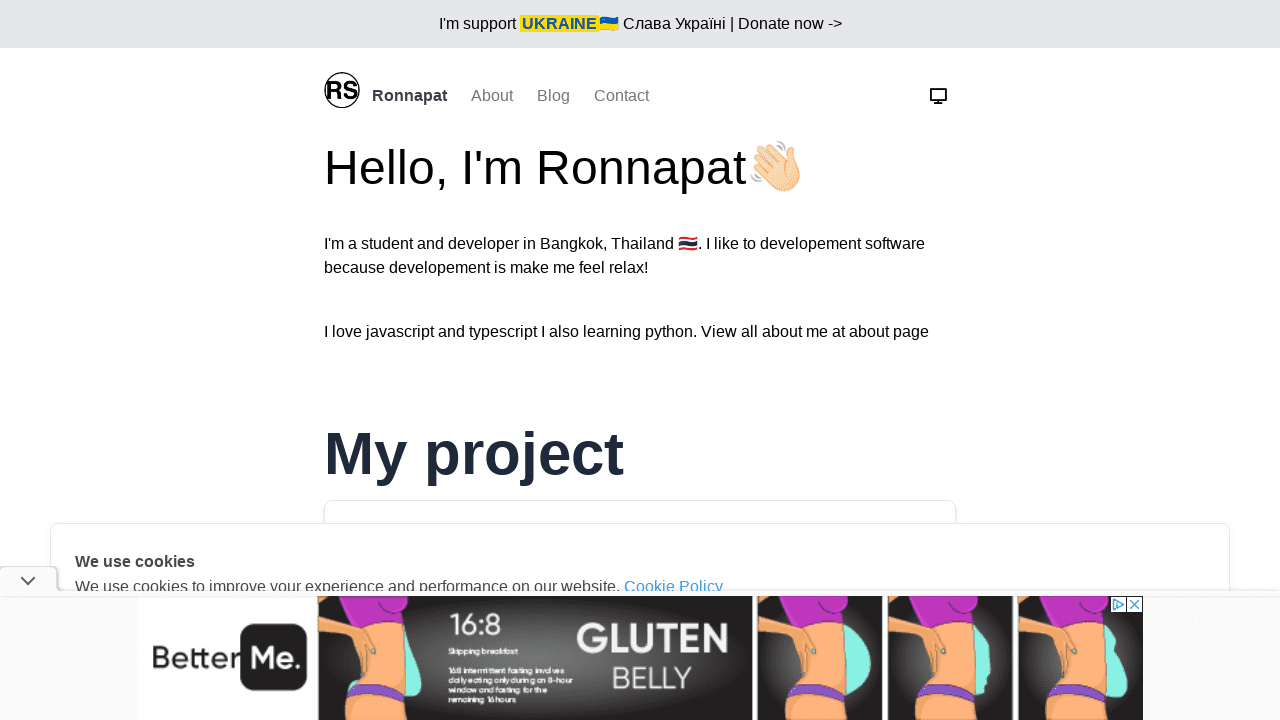 I'm support UKRAINE🇺🇦 Слава Україні | Donate now ->
RS Ronnapat About Blog Contact
Hello, I'm Ronnapat👋🏻
I'm a student and developer in Bangkok, Thailand 🇹🇭. I like to developement software
because developement is make me feel relax!
I love javascript and typescript I also learning python. View all about me at about page
My project
We use cookies
We use cookies to improve your experience and performance on our website. Cookie Policy
BetterMe.
16:8
Skipping breakfast
16:8 intermittent fasting involves
daily eating only during an 8-hour
window and fasting for the
remaining 16 hours
GLUTEN
BELLY